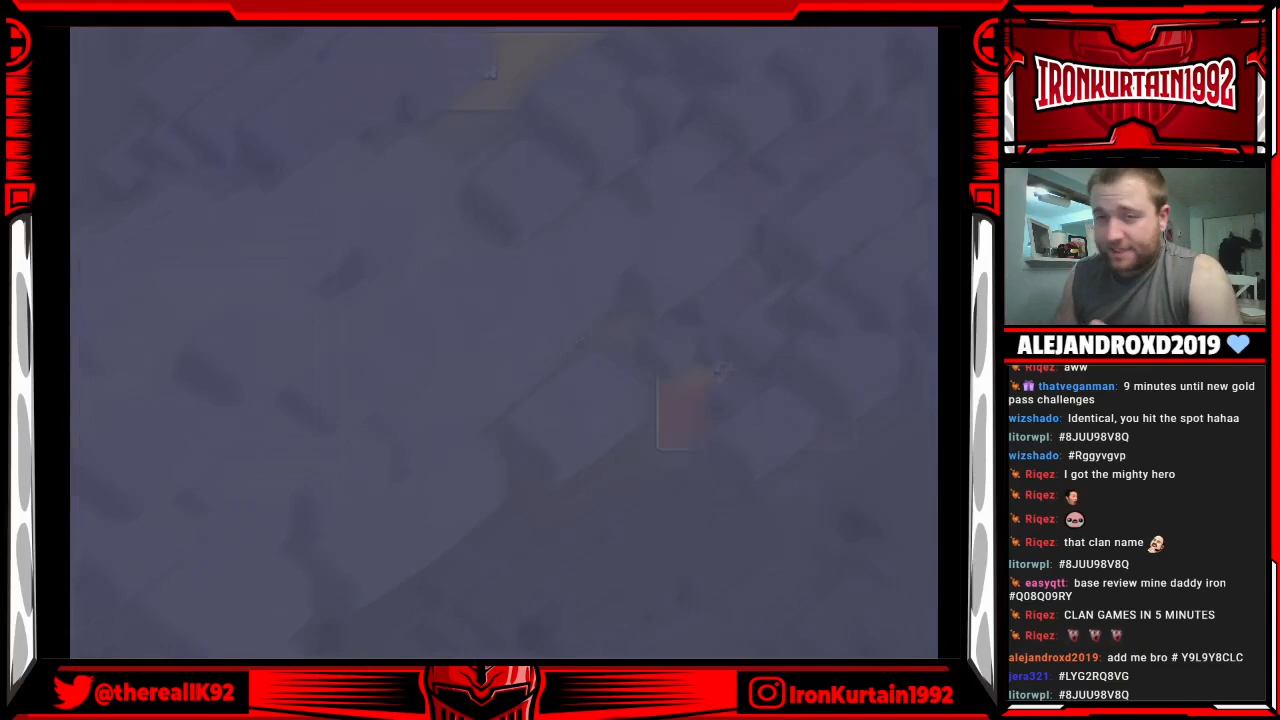 IRONKURTAIN1992
ALEJANDROXD2019
Riqez: aww
thatveganman: 9 minutes until new gold
pass challenges
wizshado: Identical, you hit the spot hahaa
litorwpl: #8JUU98V8Q
wizshado: #Rggyvgvp
Riqez: I got the mighty hero
Riqez:
Riqez:
Riqez: that clan name
litorwpl: #8JUU98V8Q
easyqtt: base review mine daddy iron
#Q08Q09RY
Riqez: CLAN GAMES IN 5 MINUTES
Riqez:
alejandroxd2019: add me bro # Y9L9Y8CLC
jera321: #LYG2RQ8VG
litorwpl: #8JUU98V8Q
@therealIK92
IronKurtain1992